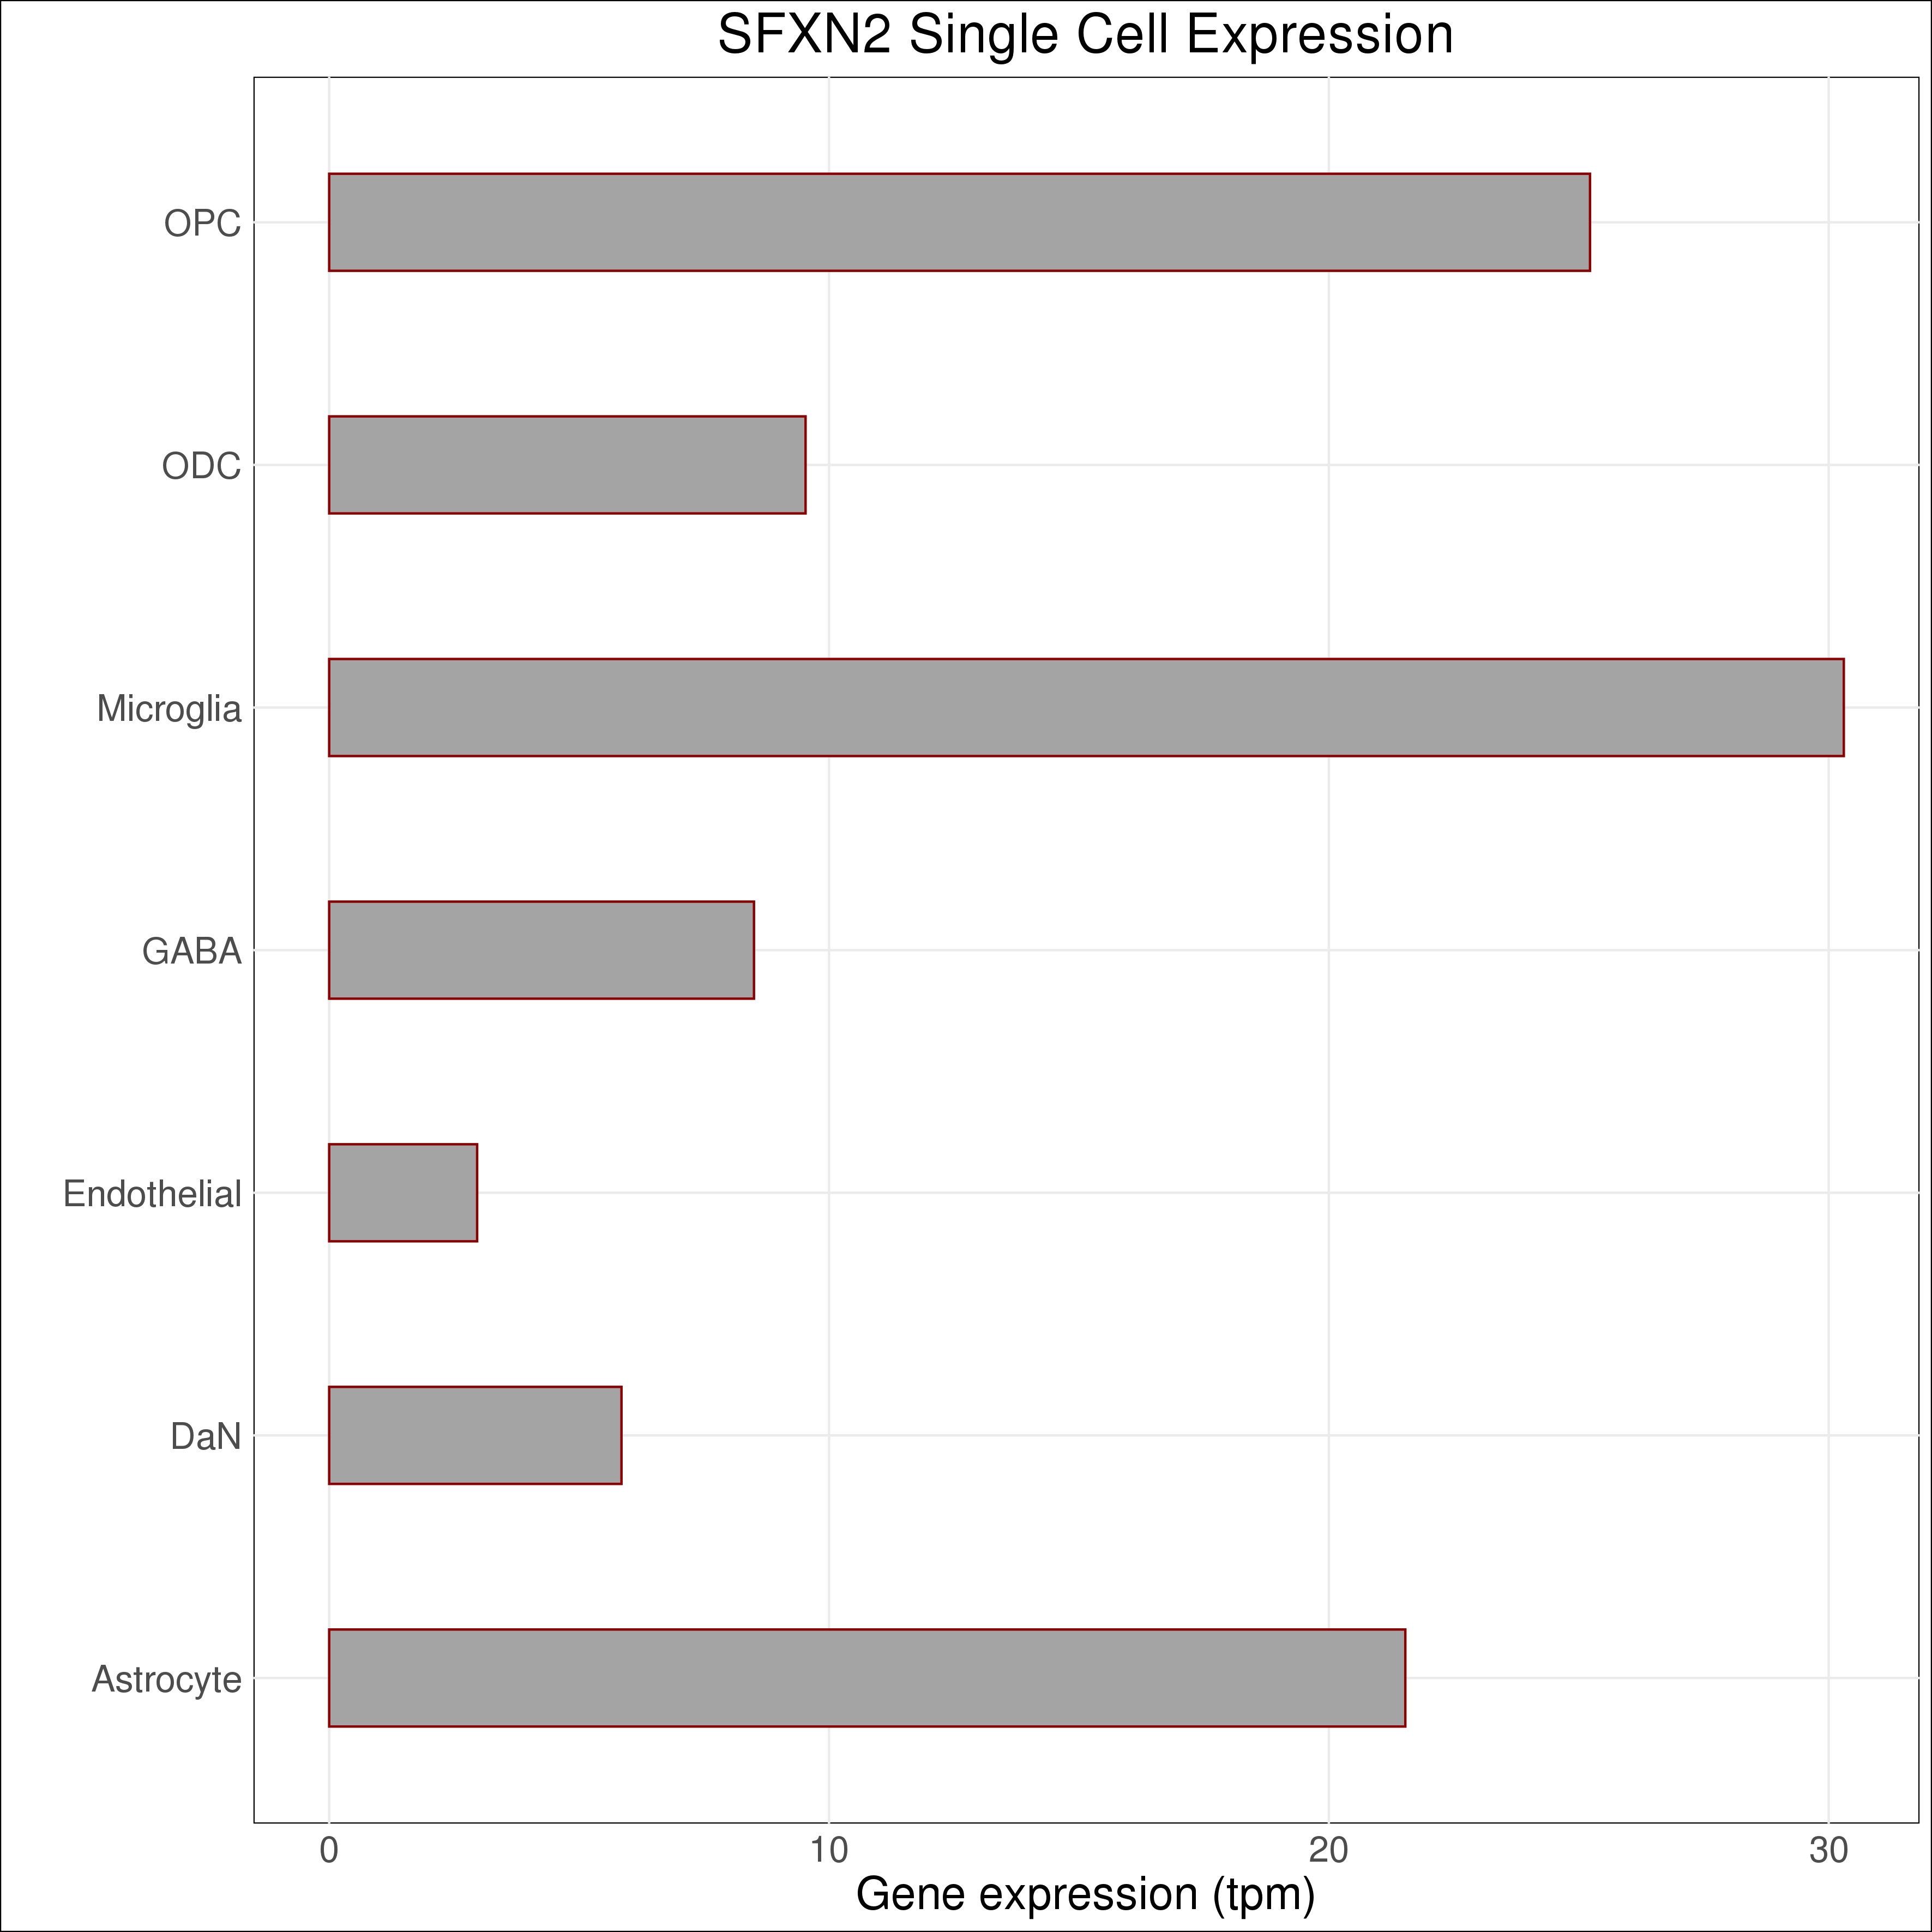 SFXN2 Single Cell Expression
OPC
ODC
Microglia
GABA
Endothelial
DaN
Astrocyte
0 10 20 30
Gene expression (tpm)